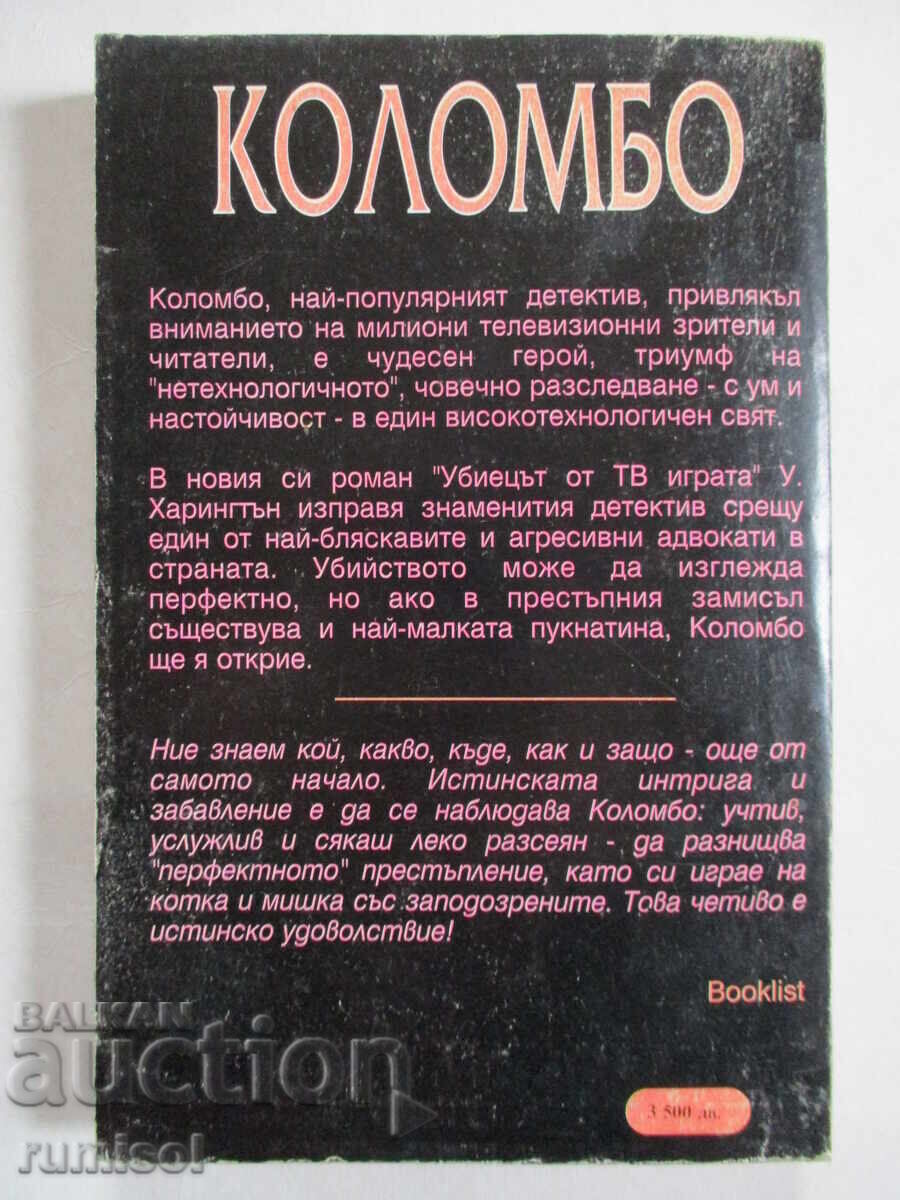 КОЛОМБО
Коломбо, най-популярният детектив, привлякъл
вниманието на милиони телевизионни зрители и
читатели, е чудесен герой, триумф на
"нетехнологичното", човечно разследване - с ум и
настойчивост - в един високотехнологичен свят.
В новия си роман "Убиецът от ТВ играта" У.
Харингтън изправя знаменития детектив срещу
един от най-бляскавите и агресивни адвокати в
страната. Убийството може да изглежда
перфектно, но ако в престъпния замисъл
съществува и най-малката пукнатина, Коломбо
ще я открие.
Ние знаем кой, какво, къде, как и защо - още от
самото начало. Истинската интрига и
забавление е да се наблюдава Коломбо: учтив,
услужлив и сякаш леко разсеян - да разнищва
"перфектното" престъпление, като си играе на
котка и мишка със заподозрените. Това четиво е
истинско удоволствие!
Booklist
3 500 лв.
BALKAN
auction
rumisol